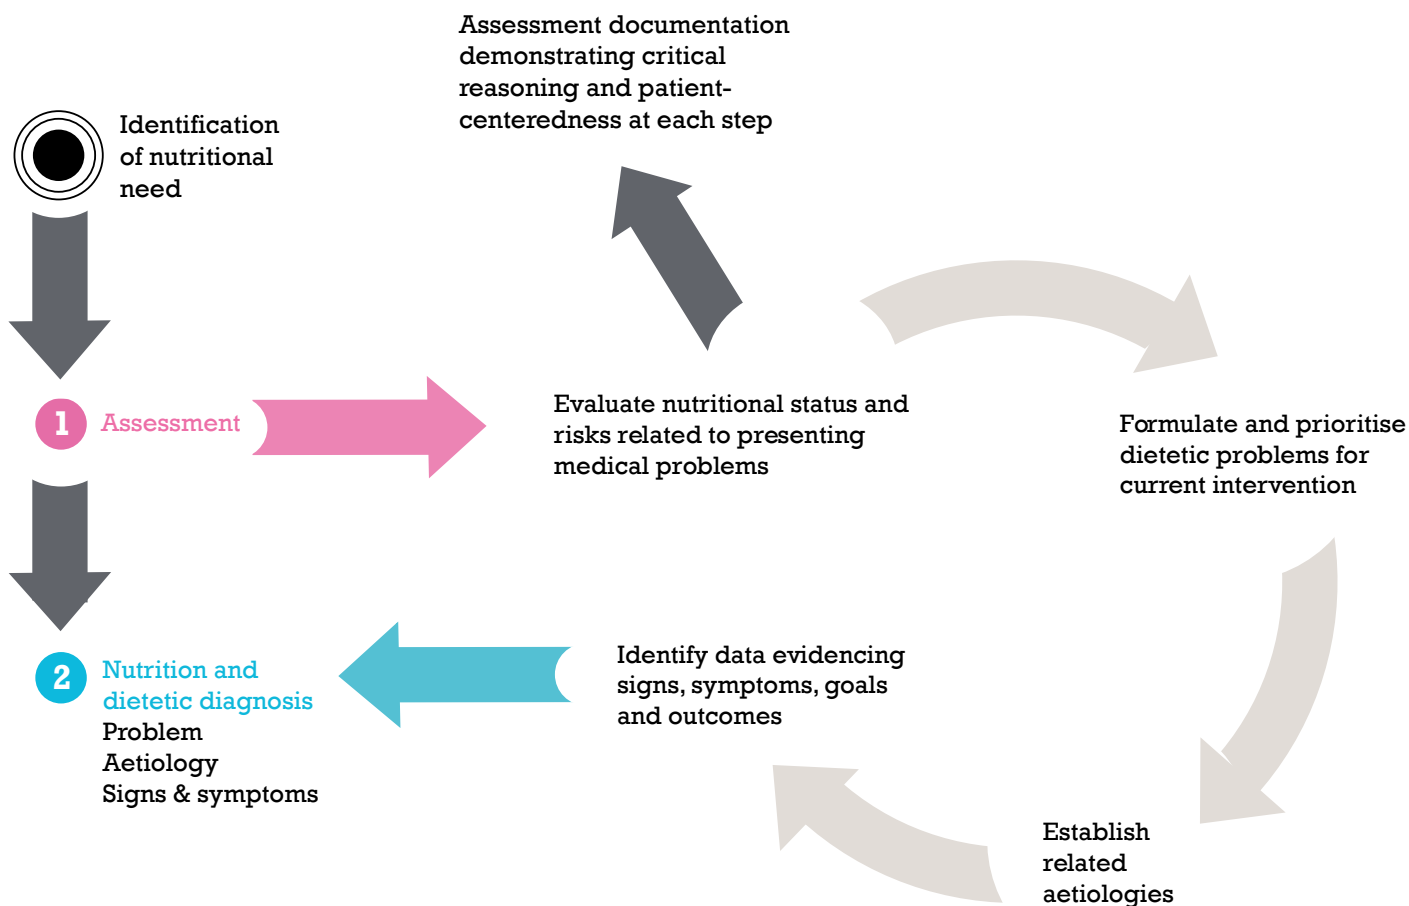 Assessment documentation
demonstrating critical
reasoning and patient-
centeredness at each step
Identification
of nutritional
need
1 Assessment
Evaluate nutritional status and
risks related to presenting
medical problems
Formulate and prioritise
dietetic problems for
current intervention
2 Nutrition and
dietetic diagnosis
Problem
Aetiology
Signs & symptoms
Identify data evidencing
signs, symptoms, goals
and outcomes
Establish
related
aetiologies